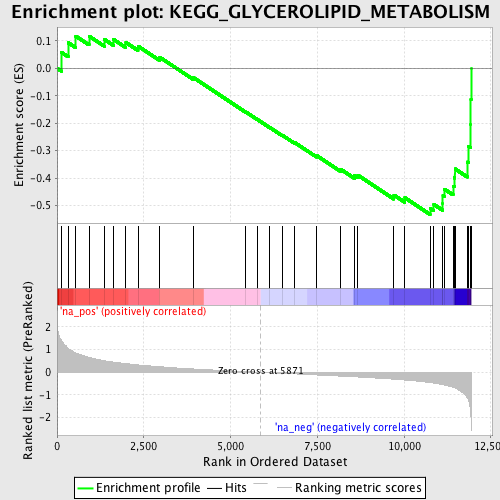 Enrichment plot: KEGG_GLYCEROLIPID_METABOLISM
Enrichment score (ES)
0.1
0.0
-0.1
-0.2
-0.3
-0.4
-0.5
'na_pos' (positively correlated)
Ranked list metric (PreRanked)
2
1
0
-1
-2
Zero cross at 5871
'na_neg' (negatively correlated)
0
2,500
5,000
7,500
10,000
12,500
Rank in Ordered Dataset
Enrichment profile
Hits
Ranking metric scores